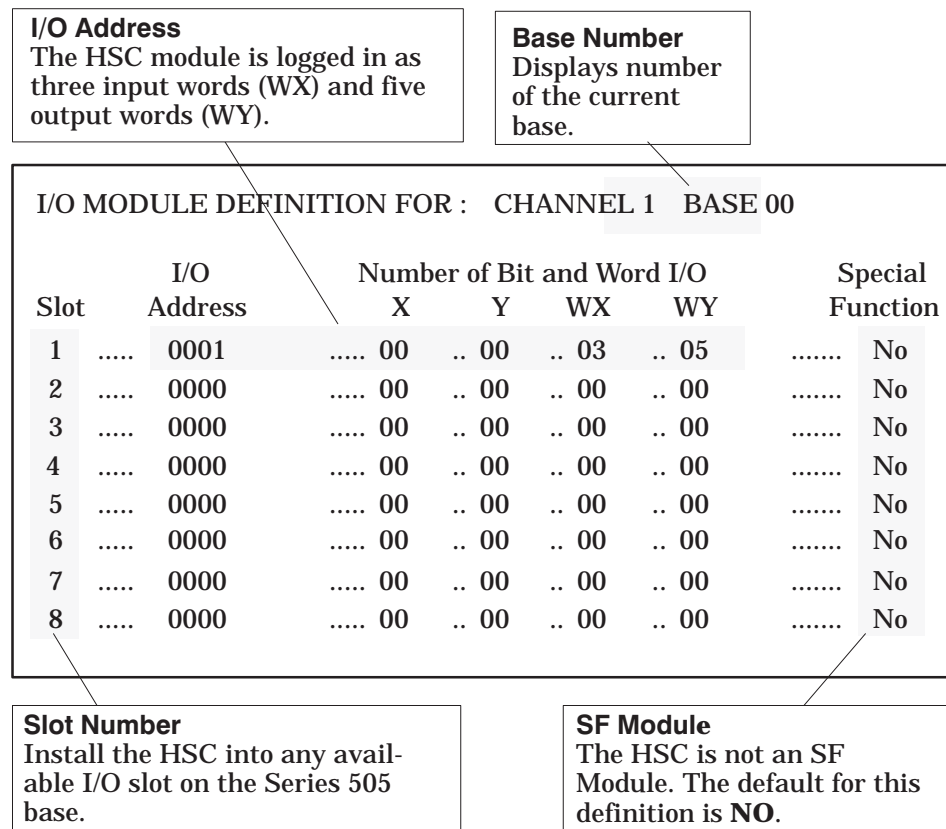 I/O Address
The HSC module is logged in as
three input words (WX) and five
output words (WY).
Base Number
Displays number
of the current
base.
I/O MODULE DEFINITION FOR : CHANNEL 1 BASE 00
I/O Number of Bit and Word I/O Special
Slot Address X Y WX WY Function
1 ..... 0001 ..... 00 .. 00 .. 03 .. 05 ....... No
2 ..... 0000 ..... 00 .. 00 .. 00 .. 00 ....... No
3 ..... 0000 ..... 00 .. 00 .. 00 .. 00 ....... No
4 ..... 0000 ..... 00 .. 00 .. 00 .. 00 ....... No
5 ..... 0000 ..... 00 .. 00 .. 00 .. 00 ....... No
6 ..... 0000 ..... 00 .. 00 .. 00 .. 00 ....... No
7 ..... 0000 ..... 00 .. 00 .. 00 .. 00 ....... No
8 ..... 0000 ..... 00 .. 00 .. 00 .. 00 ....... No
Slot Number
Install the HSC into any avail-
able I/O slot on the Series 505
base.
SF Module
The HSC is not an SF
Module. The default for this
definition is NO.